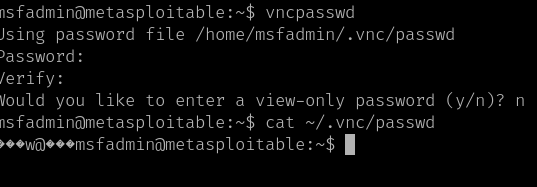 msfadmin@metasploitable:~$ vncpasswd
Using password file /home/msfadmin/.vnc/passwd
Password:
Verify:
Would you like to enter a view-only password (y/n)? n
msfadmin@metasploitable:~$ cat ~/.vnc/passwd
���w@���msfadmin@metasploitable:~$